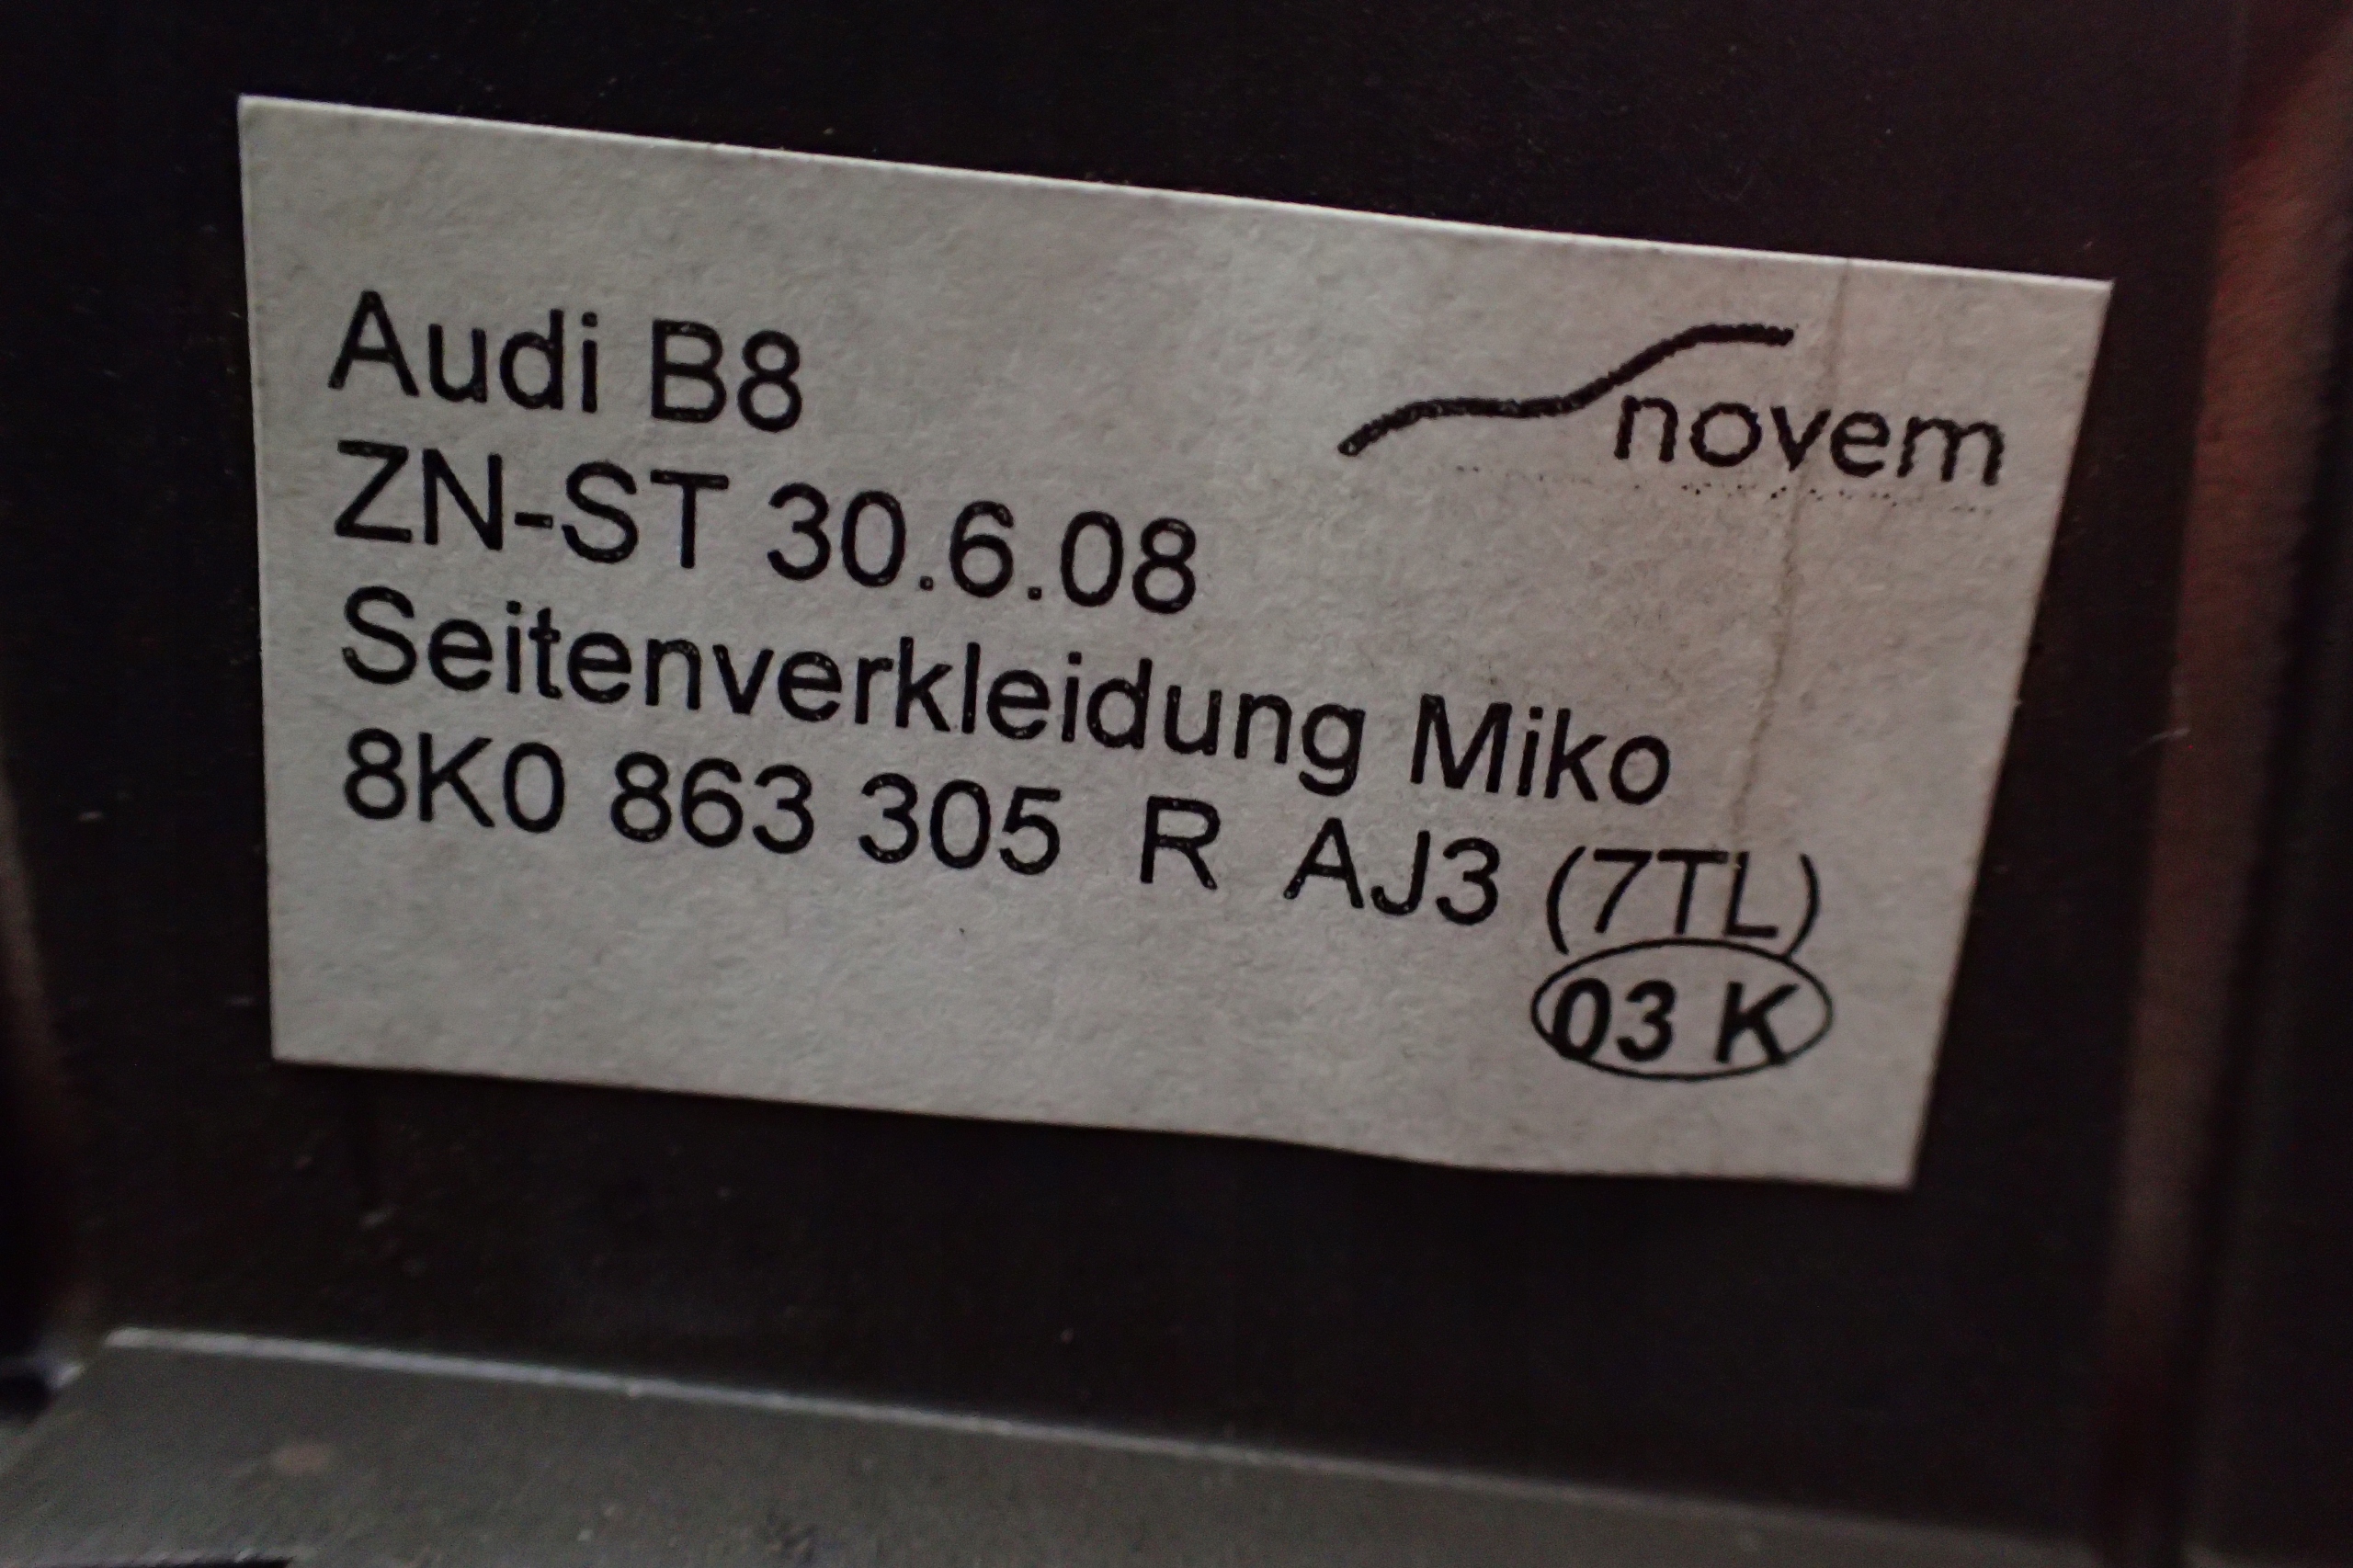 Audi B8
novem
ZN-ST 30.6.08
Seitenverkleidung Miko
8K0 863 305 R AJ3 (7TL)
03 K